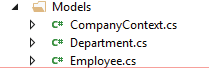 Models
C# CompanyContext.cs
C# Department.cs
C# Employee.cs